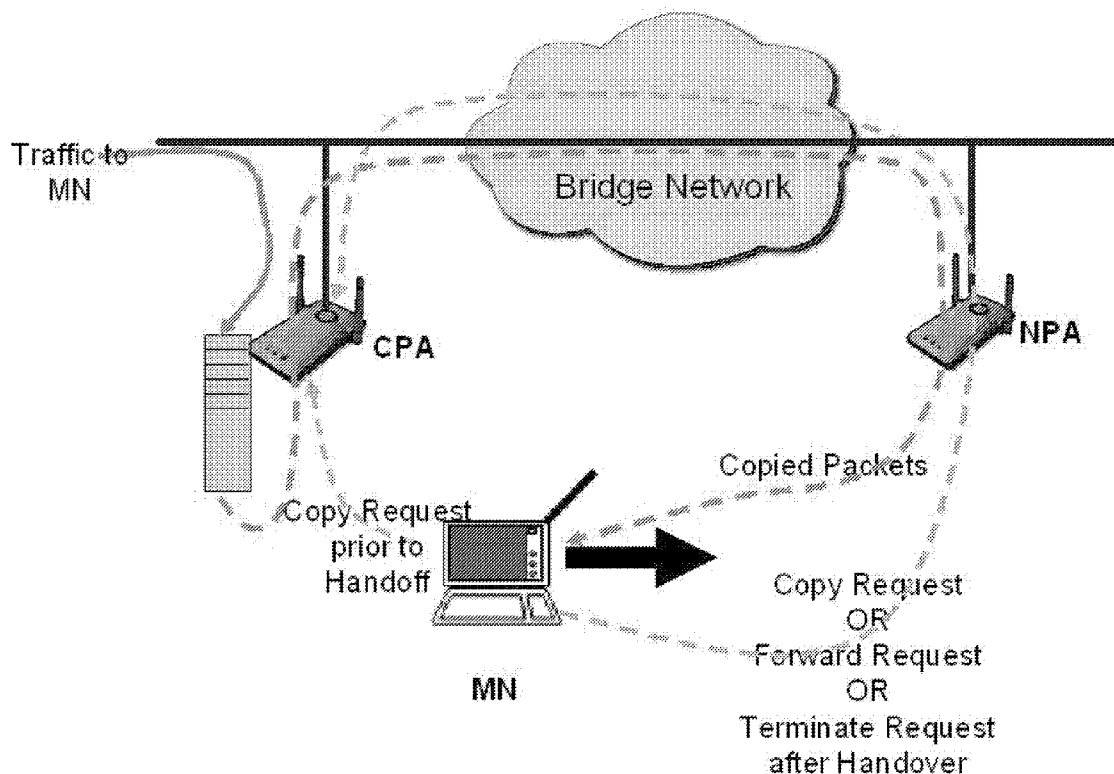 Traffic to
MN
Bridge Network
CPA
NPA
Copied Packets
Copy Request
prior to
Handoff
MN
Copy Request
OR
Forward Request
OR
Terminate Request
after Handover